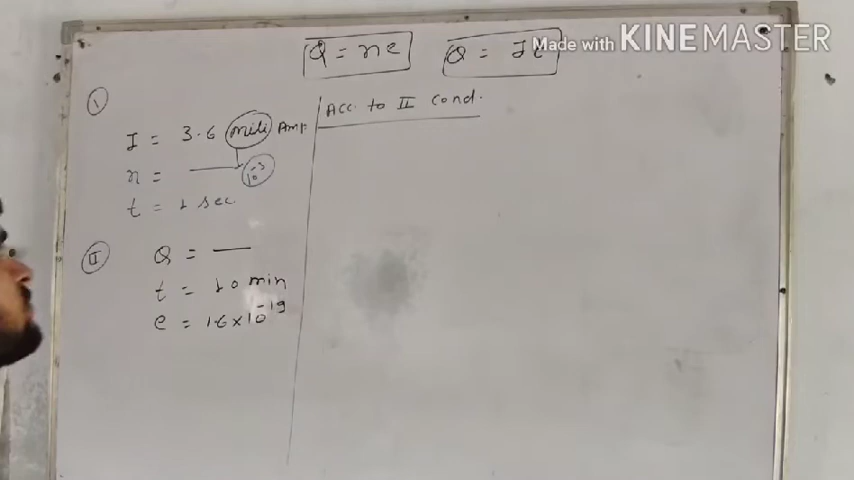 Q = ne Q = It
Made with KINEMASTER
I
I = 3.6 mili Amp.
n = — 10⁻³
t = 1 sec.
II
Q = —
t = 10 min
e = 1.6 × 10⁻¹⁹
Acc. to II cond.